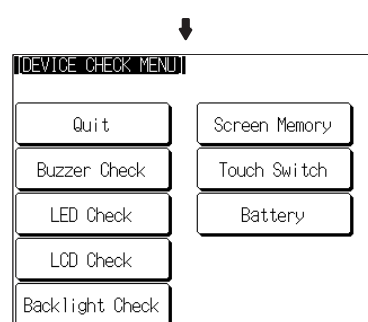 [DEVICE CHECK MENU]
Quit
Screen Memory
Buzzer Check
Touch Switch
LED Check
Battery
LCD Check
Backlight Check